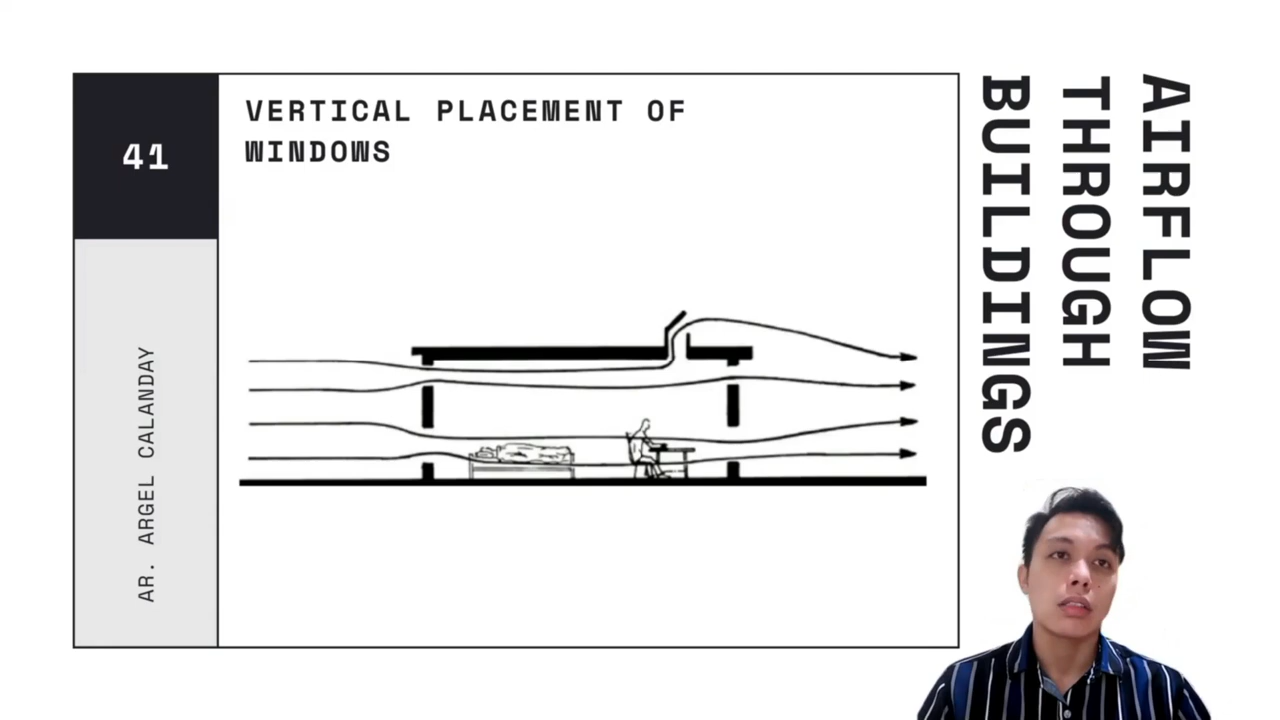 41
VERTICAL PLACEMENT OF
WINDOWS
AR. ARGEL CALANDAY
AIRFLOW
THROUGH
BUILDINGS